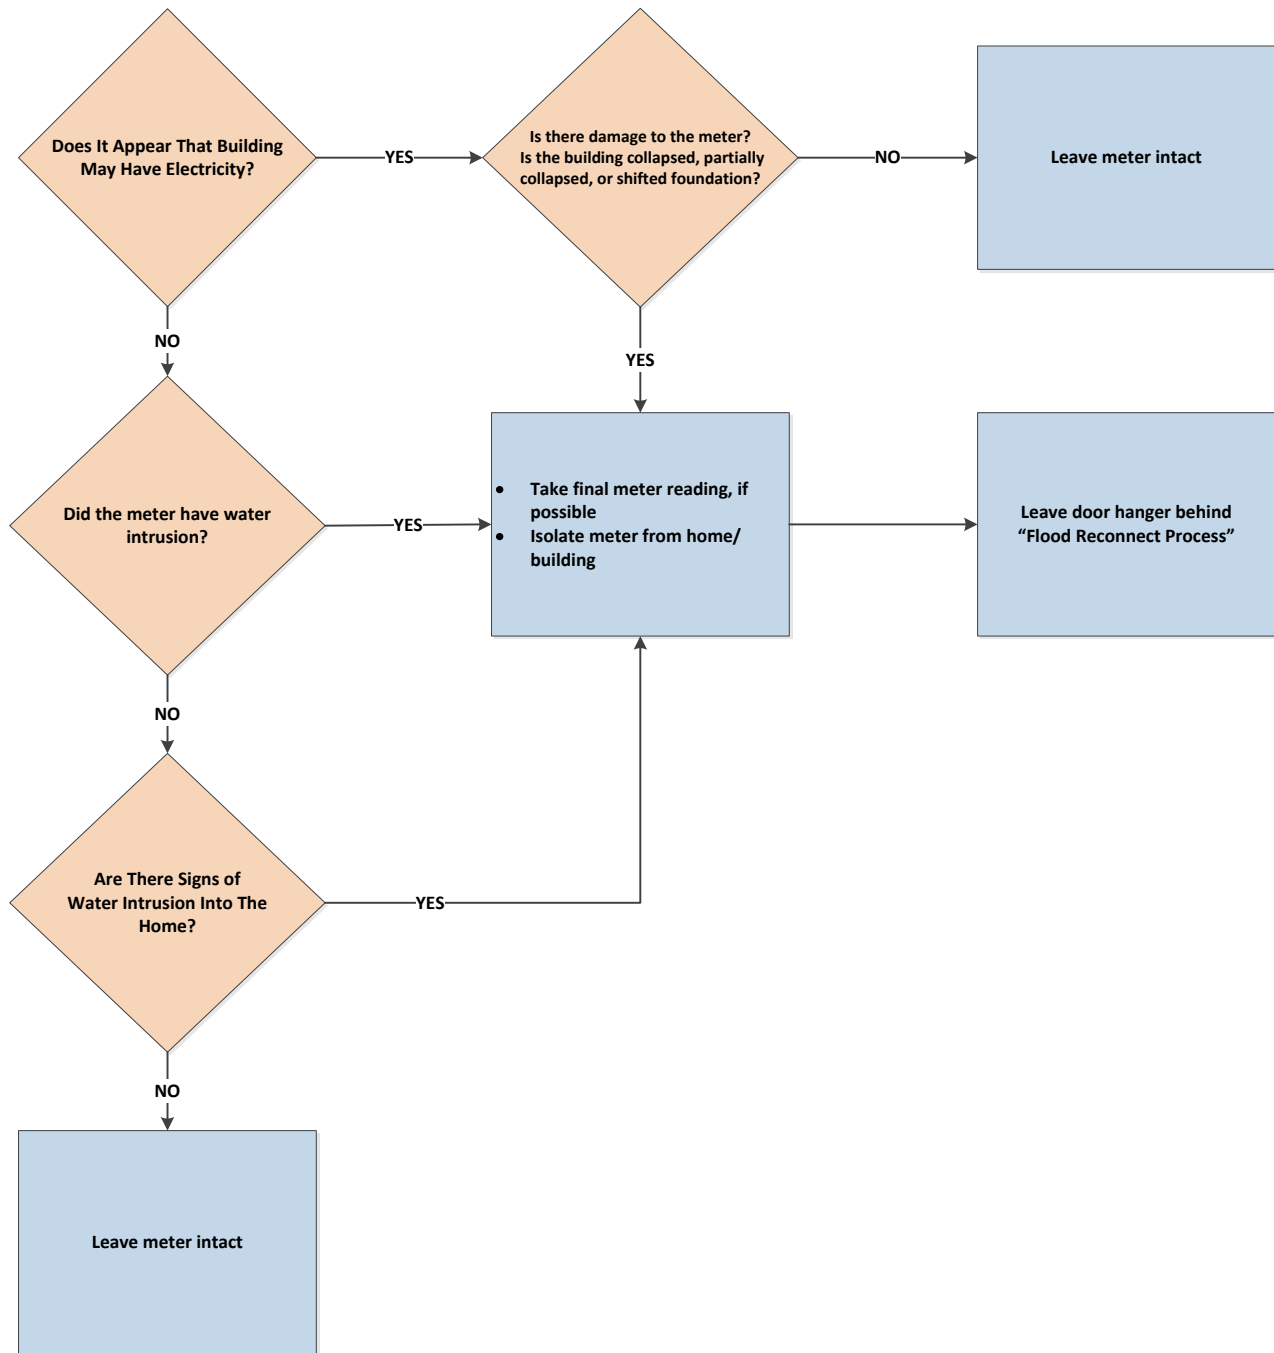 Does It Appear That Building
May Have Electricity?
YES
Is there damage to the meter?
Is the building collapsed, partially
collapsed, or shifted foundation?
NO
Leave meter intact
NO
YES
Did the meter have water
intrusion?
YES
• Take final meter reading, if
possible
• Isolate meter from home/
building
Leave door hanger behind
“Flood Reconnect Process”
NO
Are There Signs of
Water Intrusion Into The
Home?
YES
NO
Leave meter intact